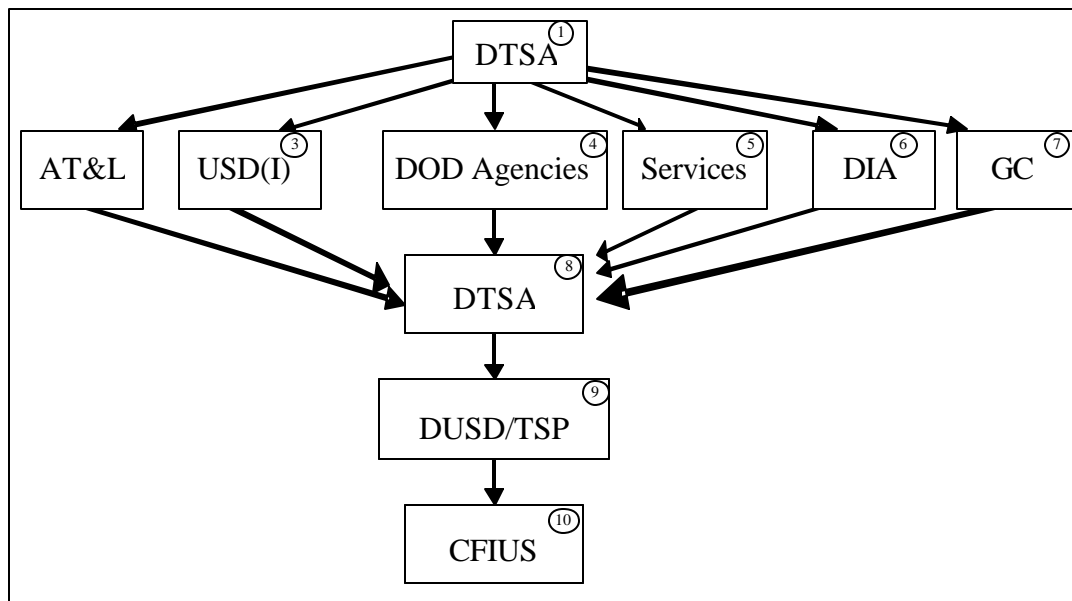 1
DTSA
3
4
5
6
7
AT&L
USD(I)
DOD Agencies
Services
DIA
GC
8
DTSA
9
DUSD/TSP
10
CFIUS